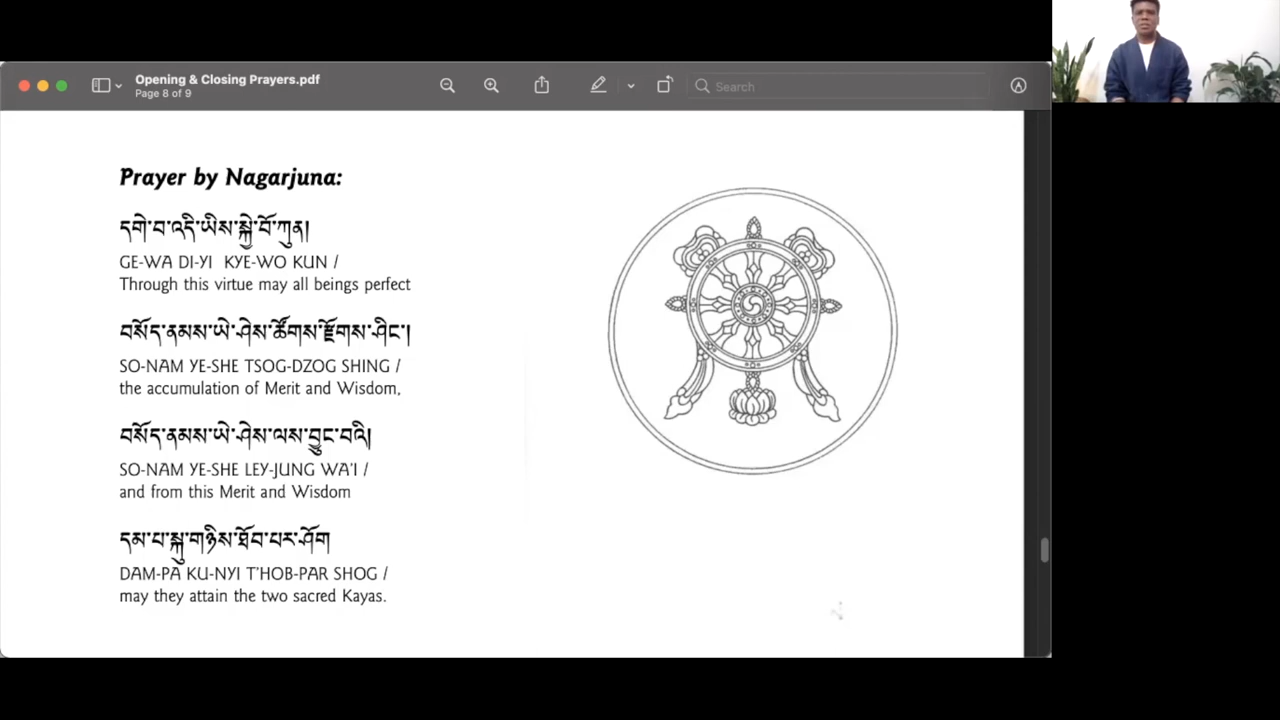 Opening & Closing Prayers.pdf
Page 8 of 9
Search
Prayer by Nagarjuna:
དགེ་བ་འདི་ཡིས་སྐྱེ་བོ་ཀུན།
GE-WA DI-YI KYE-WO KUN /
Through this virtue may all beings perfect
བསོད་ནམས་ཡེ་ཤེས་ཚོགས་རྫོགས་ཤིང་།
SO-NAM YE-SHE TSOG-DZOG SHING /
the accumulation of Merit and Wisdom,
བསོད་ནམས་ཡེ་ཤེས་ལས་བྱུང་བའི།
SO-NAM YE-SHE LEY-JUNG WA'I /
and from this Merit and Wisdom
དམ་པ་སྐུ་གཉིས་ཐོབ་པར་ཤོག
DAM-PA KU-NYI T'HOB-PAR SHOG /
may they attain the two sacred Kayas.